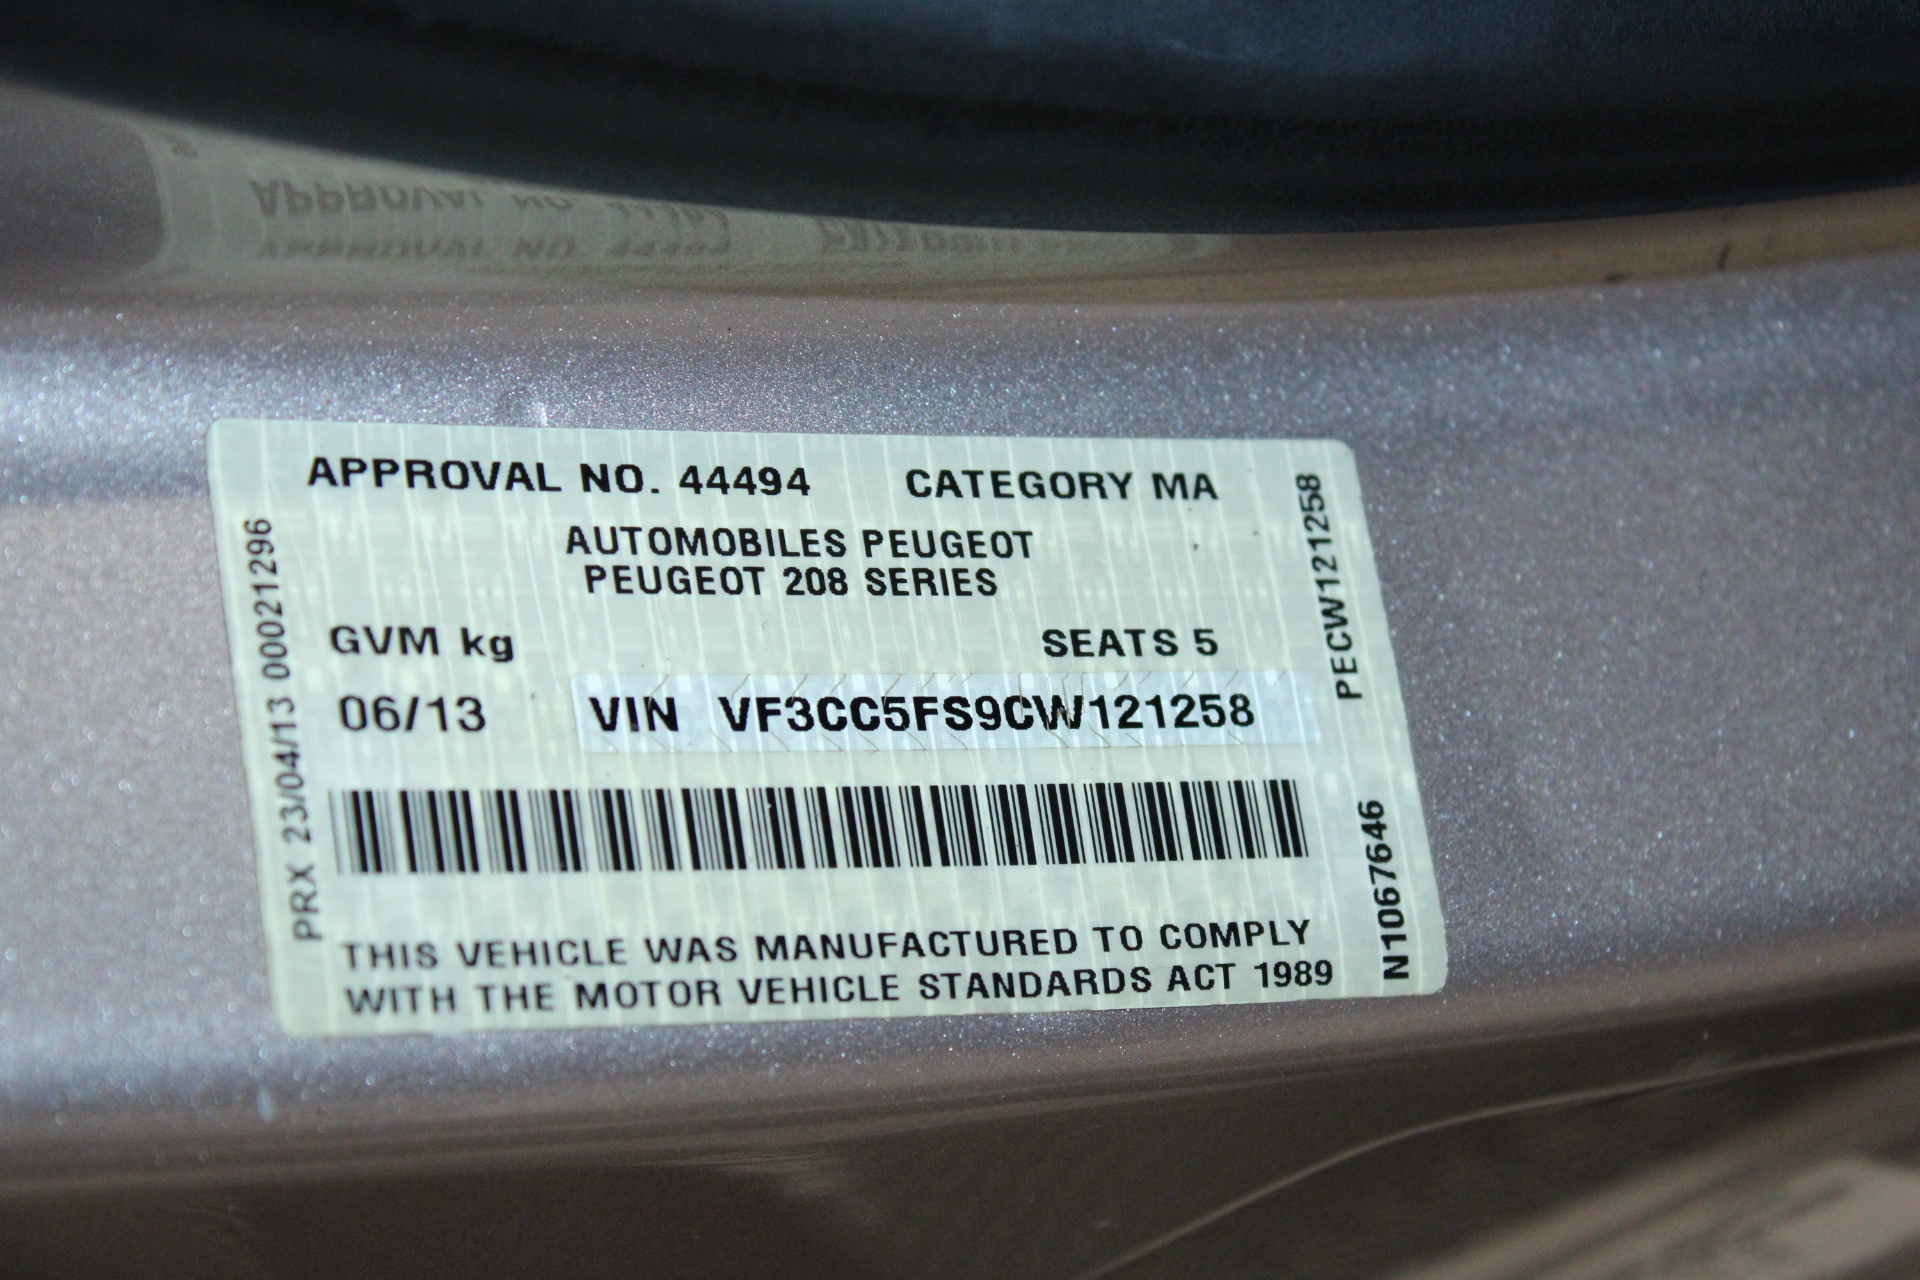 APPROVAL NO. 44494 CATEGORY MA
AUTOMOBILES PEUGEOT
PEUGEOT 208 SERIES
GVM kg SEATS 5
06/13 VIN VF3CC5FS9CW121258
THIS VEHICLE WAS MANUFACTURED TO COMPLY
WITH THE MOTOR VEHICLE STANDARDS ACT 1989
PRX 23/04/13 00021296
PECW121258
N1067646